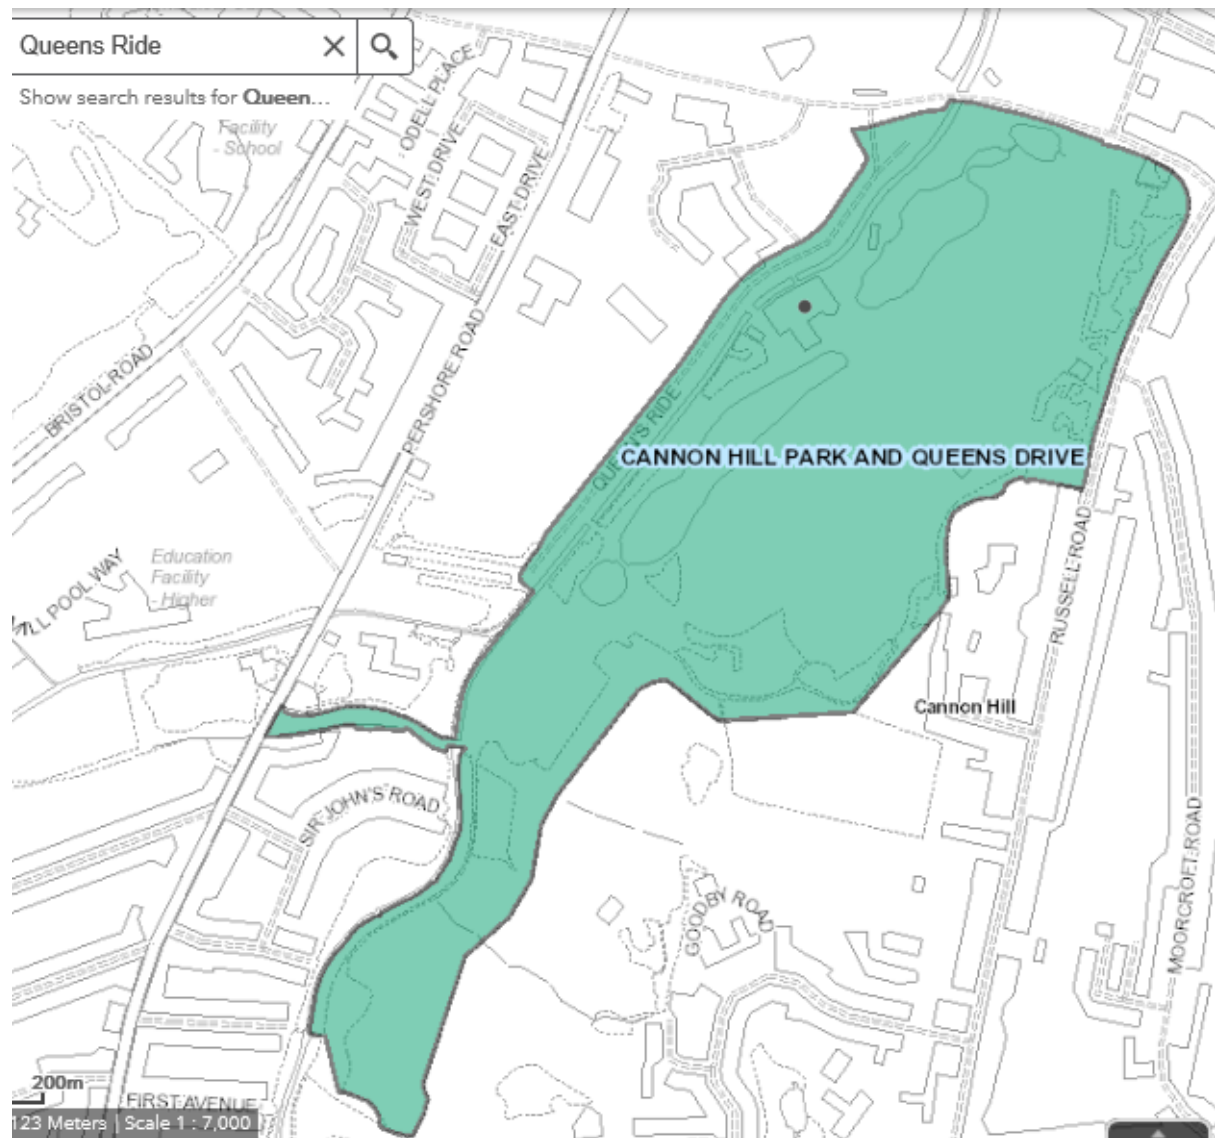 Queens Ride
Show search results for Queen...
Facility
- School
ODELL PLACE
WEST DRIVE
EAST DRIVE
BRISTOL ROAD
PERSHORE ROAD
QUEEN'S RIDE
CANNON HILL PARK AND QUEENS DRIVE
Education
Facility
- Higher
MILL POOL WAY
RUSSELL ROAD
Cannon Hill
SIR JOHN'S ROAD
GOODBY ROAD
MOORCROFT ROAD
200m
FIRST AVENUE
123 Meters | Scale 1 : 7,000